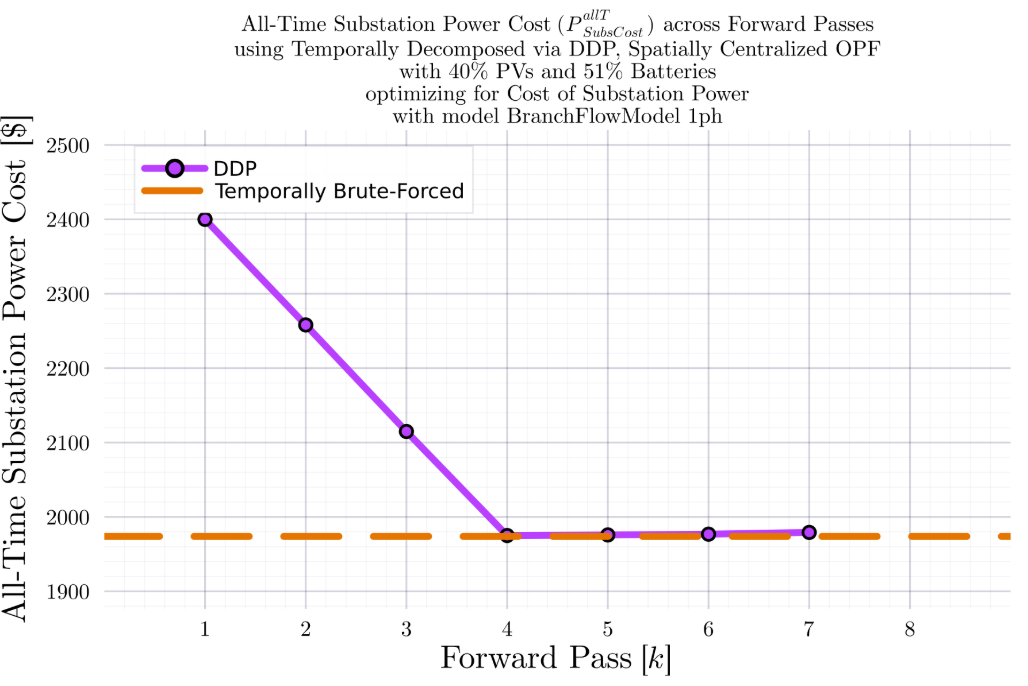 All-Time Substation Power Cost (P^{allT}_{SubsCost}) across Forward Passes
using Temporally Decomposed via DDP, Spatially Centralized OPF
with 40% PVs and 51% Batteries
optimizing for Cost of Substation Power
with model BranchFlowModel 1ph
All-Time Substation Power Cost [$]
2500
2400
2300
2200
2100
2000
1900
DDP
Temporally Brute-Forced
1 2 3 4 5 6 7 8
Forward Pass [k]